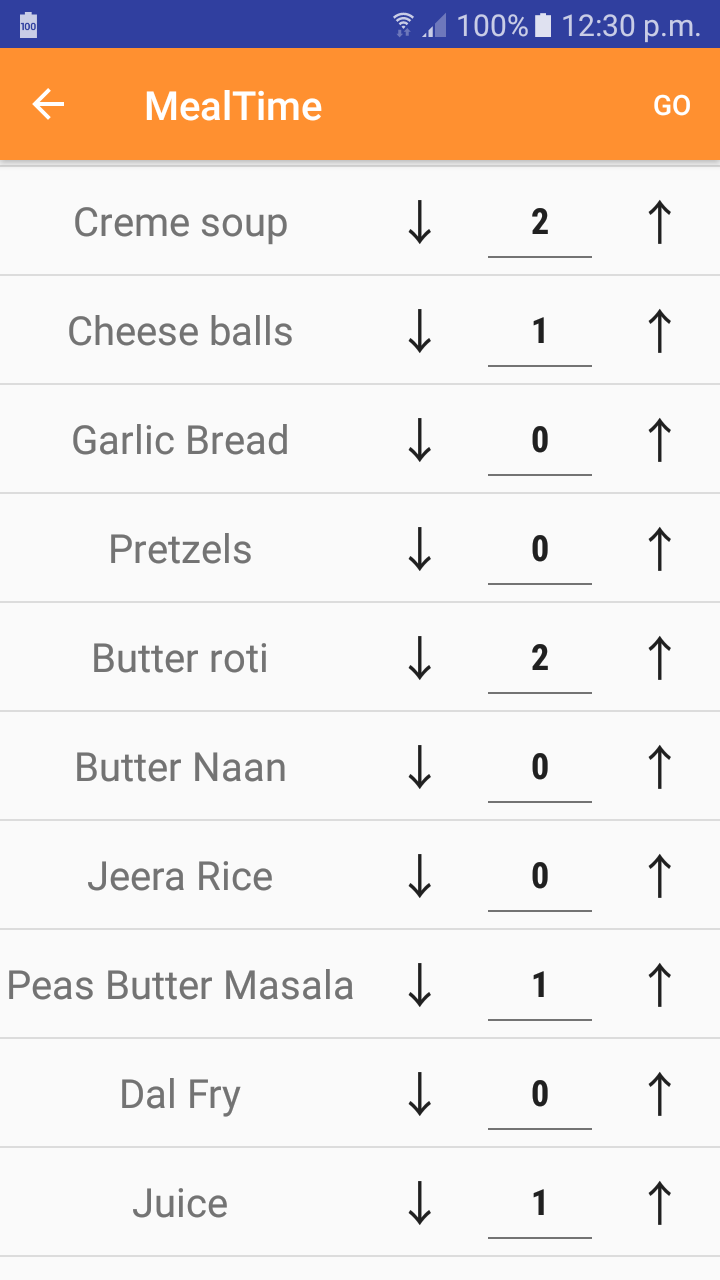 100 100% 12:30 p.m.
MealTime GO
Creme soup 2
Cheese balls 1
Garlic Bread 0
Pretzels 0
Butter roti 2
Butter Naan 0
Jeera Rice 0
Peas Butter Masala 1
Dal Fry 0
Juice 1